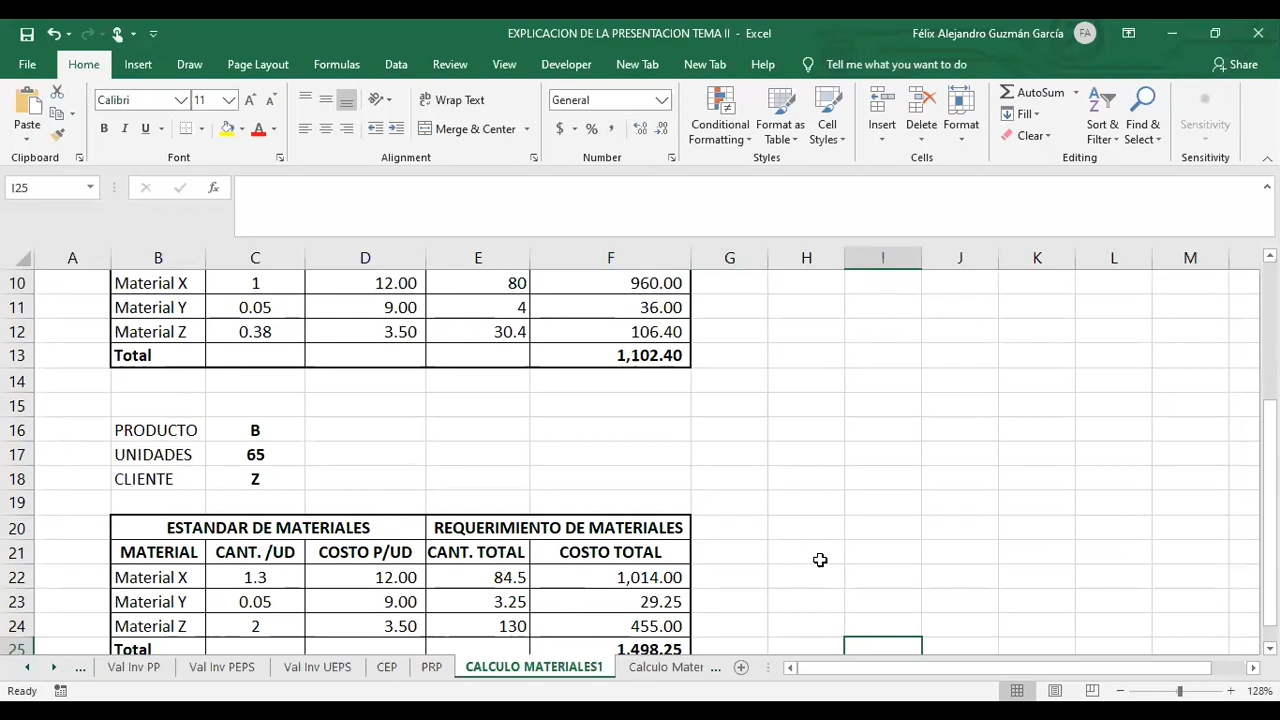 EXPLICACION DE LA PRESENTACION TEMA II - Excel
Félix Alejandro Guzmán García
FA
File Home Insert Draw Page Layout Formulas Data Review View Developer New Tab New Tab Help Tell me what you want to do Share
Calibri 11 Wrap Text General AutoSum
Paste Merge & Center Conditional Formatting Format as Table Cell Styles Insert Delete Format Fill Clear Sort & Filter Find & Select Sensitivity
Clipboard Font Alignment Number Styles Cells Editing Sensitivity
I25 fx
A B C D E F G H I J K L M
10 Material X 1 12.00 80 960.00
11 Material Y 0.05 9.00 4 36.00
12 Material Z 0.38 3.50 30.4 106.40
13 Total 1,102.40
14
15
16 PRODUCTO B
17 UNIDADES 65
18 CLIENTE Z
19
20 ESTANDAR DE MATERIALES REQUERIMIENTO DE MATERIALES
21 MATERIAL CANT. /UD COSTO P/UD CANT. TOTAL COSTO TOTAL
22 Material X 1.3 12.00 84.5 1,014.00
23 Material Y 0.05 9.00 3.25 29.25
24 Material Z 2 3.50 130 455.00
25 Total 1,498.25
... Val Inv PP Val Inv PEPS Val Inv UEPS CEP PRP CALCULO MATERIALES1 Calculo Mater ...
Ready 128%